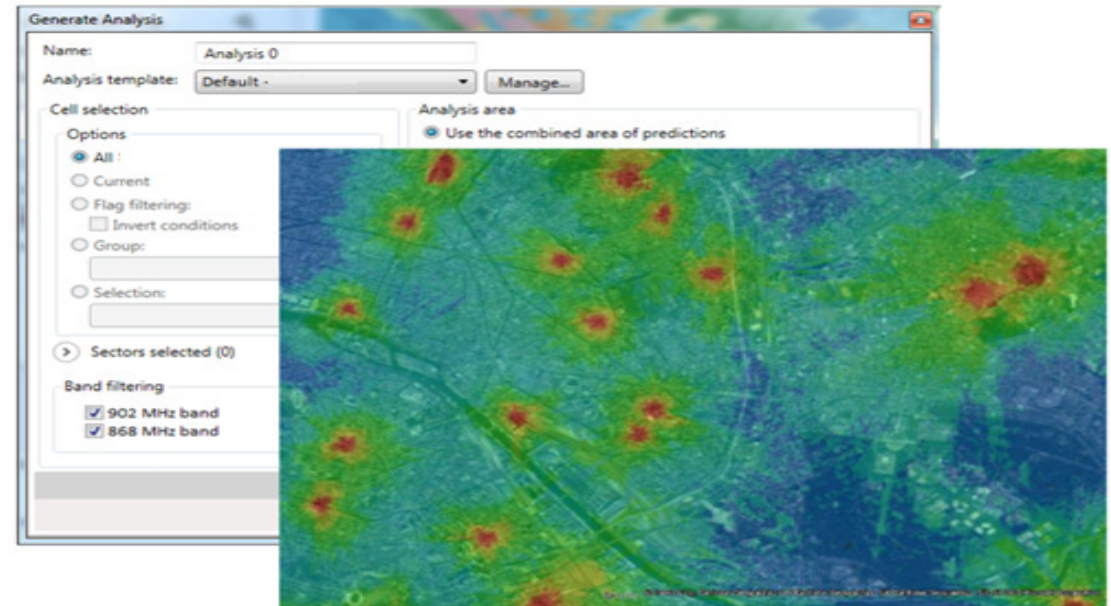 Generate Analysis
Name: Analysis 0
Analysis template: Default - Manage...
Cell selection
Analysis area
Options
Use the combined area of predictions
All
Current
Flag filtering:
Invert conditions
Group:
Selection:
Sectors selected (0)
Band filtering
902 MHz band
868 MHz band